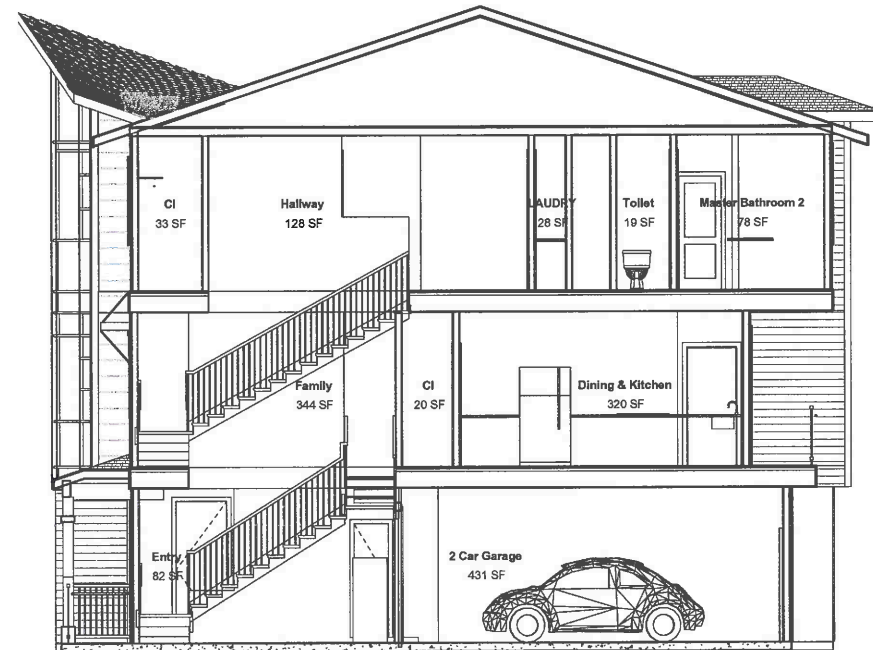 Cl
33 SF
Hallway
128 SF
LAUDRY
28 SF
Toilet
19 SF
Master Bathroom 2
78 SF
Family
344 SF
Cl
20 SF
Dining & Kitchen
320 SF
Entry
82 SF
2 Car Garage
431 SF